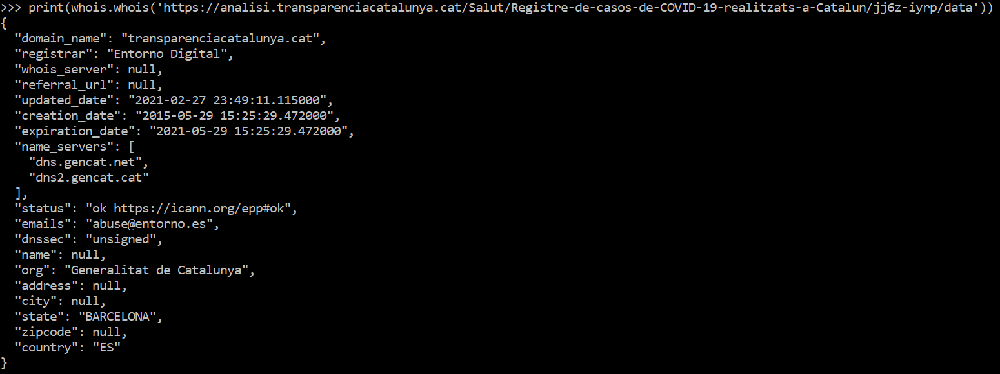 >>> print(whois.whois('https://analisi.transparenciacatalunya.cat/Salut/Registre-de-casos-de-COVID-19-realitzats-a-Catalun/jj6z-iyrp/data'))
{
  "domain_name": "transparenciacatalunya.cat",
  "registrar": "Entorno Digital",
  "whois_server": null,
  "referral_url": null,
  "updated_date": "2021-02-27 23:49:11.115000",
  "creation_date": "2015-05-29 15:25:29.472000",
  "expiration_date": "2021-05-29 15:25:29.472000",
  "name_servers": [
    "dns.gencat.net",
    "dns2.gencat.cat"
  ],
  "status": "ok https://icann.org/epp#ok",
  "emails": "abuse@entorno.es",
  "dnssec": "unsigned",
  "name": null,
  "org": "Generalitat de Catalunya",
  "address": null,
  "city": null,
  "state": "BARCELONA",
  "zipcode": null,
  "country": "ES"
}